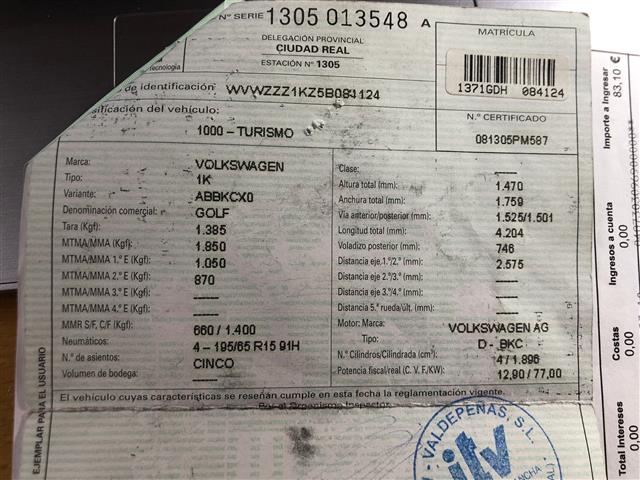 Nº SERIE 1305 013548 A
DELEGACIÓN PROVINCIAL
CIUDAD REAL
ESTACIÓN Nº 1305
Tecnología
MATRÍCULA
1371GDH 084124
de identificación: WVWZZZ1KZ5B081124
N.º CERTIFICADO
081305PM587
sificación del vehículo:
1000 - TURISMO
Marca: VOLKSWAGEN
Tipo: 1K
Variante: ABBKCX0
Denominación comercial: GOLF
Tara (Kgf): 1.385
MTMA/MMA (Kgf): 1.850
MTMA/MMA 1.º E (Kgf): 1.050
MTMA/MMA 2.º E (Kgf): 870
MTMA/MMA 3.º E (Kgf): -----
MTMA/MMA 4.º E (Kgf): -----
MMR S/F, C/F (Kgf): 660 / 1.400
Neumáticos: 4 - 195/65 R15 91H
N.º de asientos: CINCO
Volumen de bodega: -----
Clase: -----
Altura total (mm): 1.470
Anchura total (mm): 1.759
Vía anterior/posterior (mm): 1.525/1.501
Longitud total (mm): 4.204
Voladizo posterior (mm): 746
Distancia eje 1.º/2.º (mm): 2.575
Distancia eje 2.º/3.º (mm): -----
Distancia eje 3.º/4.º (mm): -----
Distancia 5.ª rueda/últ. (mm): -----
Motor: Marca: VOLKSWAGEN AG
Tipo: D - BKC
N.º Cilindros/Cilindrada (cm³): 4 / 1.896
Potencia fiscal/real (C. V. F./KW): 12,90 / 77,00
El vehículo cuyas características se reseñan cumple en esta fecha la reglamentación vigente.
Por el Organismo Inspector,
EJEMPLAR PARA EL USUARIO
VALDEPEÑAS, S.L.
itv
MANCHA
Importe a Ingresar
83,10 €
Ingresos a cuenta
0,00
Costas
0,00
Total Intereses
0,00